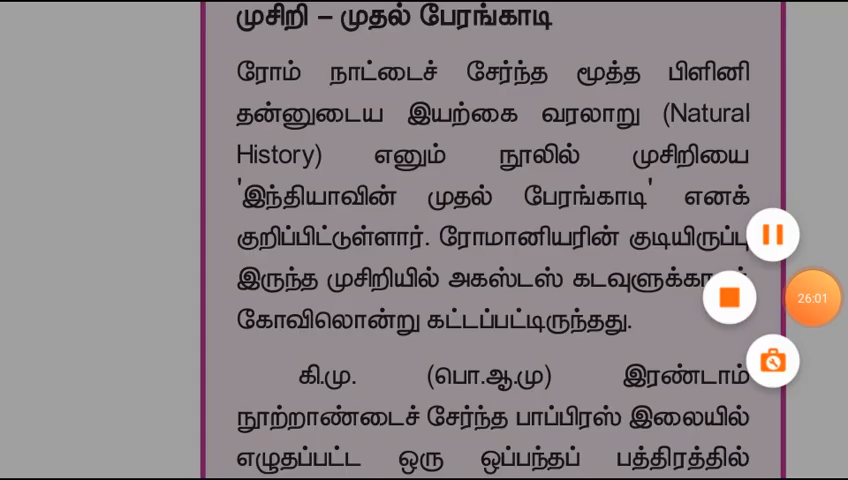 முசிறி – முதல் பேரங்காடி
ரோம் நாட்டைச் சேர்ந்த மூத்த பிளினி
தன்னுடைய இயற்கை வரலாறு (Natural
History) எனும் நூலில் முசிறியை
'இந்தியாவின் முதல் பேரங்காடி' எனக்
குறிப்பிட்டுள்ளார். ரோமானியரின் குடியிருப்பு
இருந்த முசிறியில் அகஸ்டஸ்
கோவிலொன்று கட்டப்பட்டிருந்தது.
கி.மு. (பொ.ஆ.மு) இரண்டாம்
நூற்றாண்டைச் சேர்ந்த பாப்பிரஸ் இலையில்
எழுதப்பட்ட ஒரு ஒப்பந்தப் பத்திரத்தில்
26:01